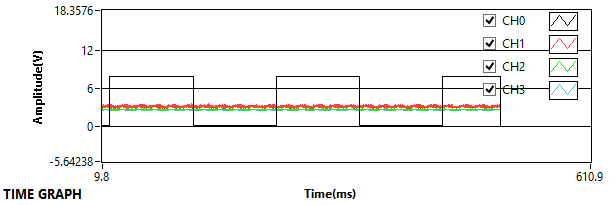 18.3576
12
6
0
-5.64238
Amplitude(V)
CH0
CH1
CH2
CH3
9.8
610.9
TIME GRAPH
Time(ms)